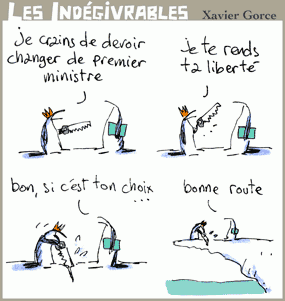 LES INDÉGIVRABLES
Xavier Gorce
je crains de devoir
changer de premier
ministre
je te rends
ta liberté
bon, si c'est ton choix
...
bonne route